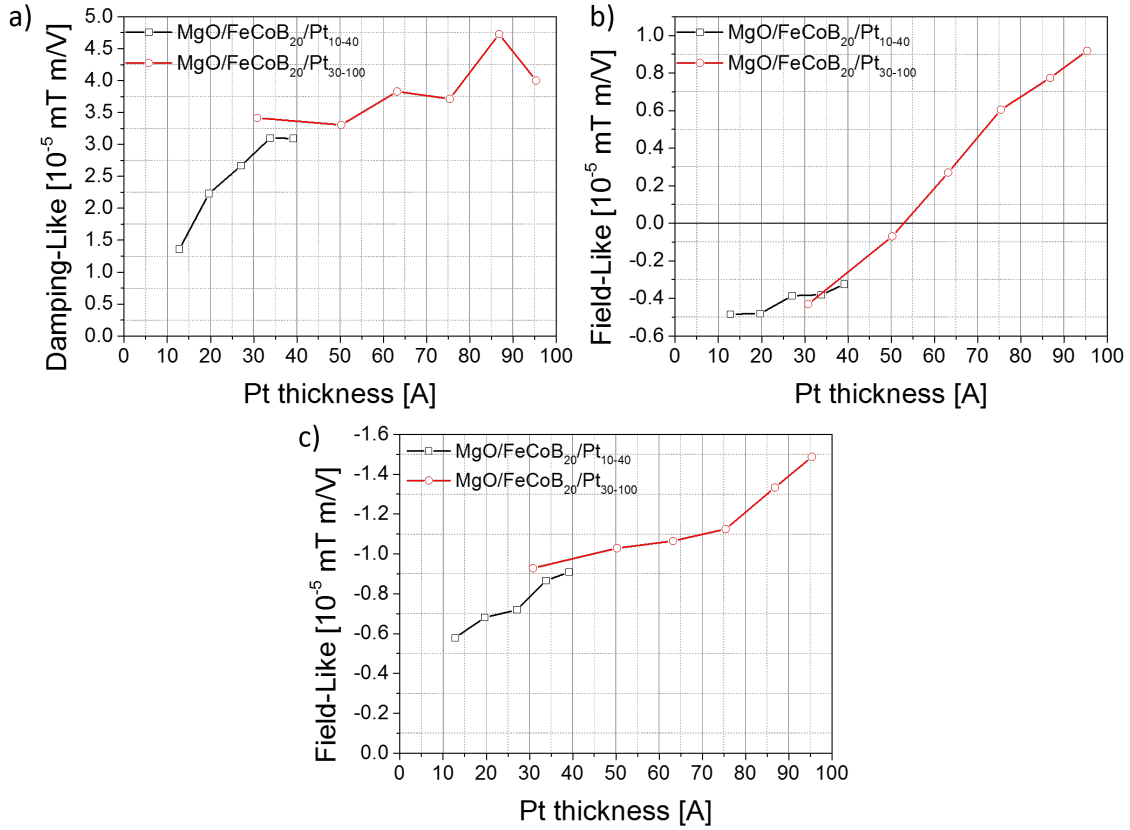 a)
MgO/FeCoB20/Pt10-40
MgO/FeCoB20/Pt30-100
5.0
4.5
4.0
3.5
3.0
2.5
2.0
1.5
1.0
0.5
0.0
Damping-Like [10-5 mT m/V]
0 10 20 30 40 50 60 70 80 90 100
Pt thickness [A]
b)
MgO/FeCoB20/Pt10-40
MgO/FeCoB20/Pt30-100
1.0
0.8
0.6
0.4
0.2
0.0
-0.2
-0.4
-0.6
Field-Like [10-5 mT m/V]
0 10 20 30 40 50 60 70 80 90 100
Pt thickness [A]
c)
MgO/FeCoB20/Pt10-40
MgO/FeCoB20/Pt30-100
-1.6
-1.4
-1.2
-1.0
-0.8
-0.6
-0.4
-0.2
0.0
Field-Like [10-5 mT m/V]
0 10 20 30 40 50 60 70 80 90 100
Pt thickness [A]